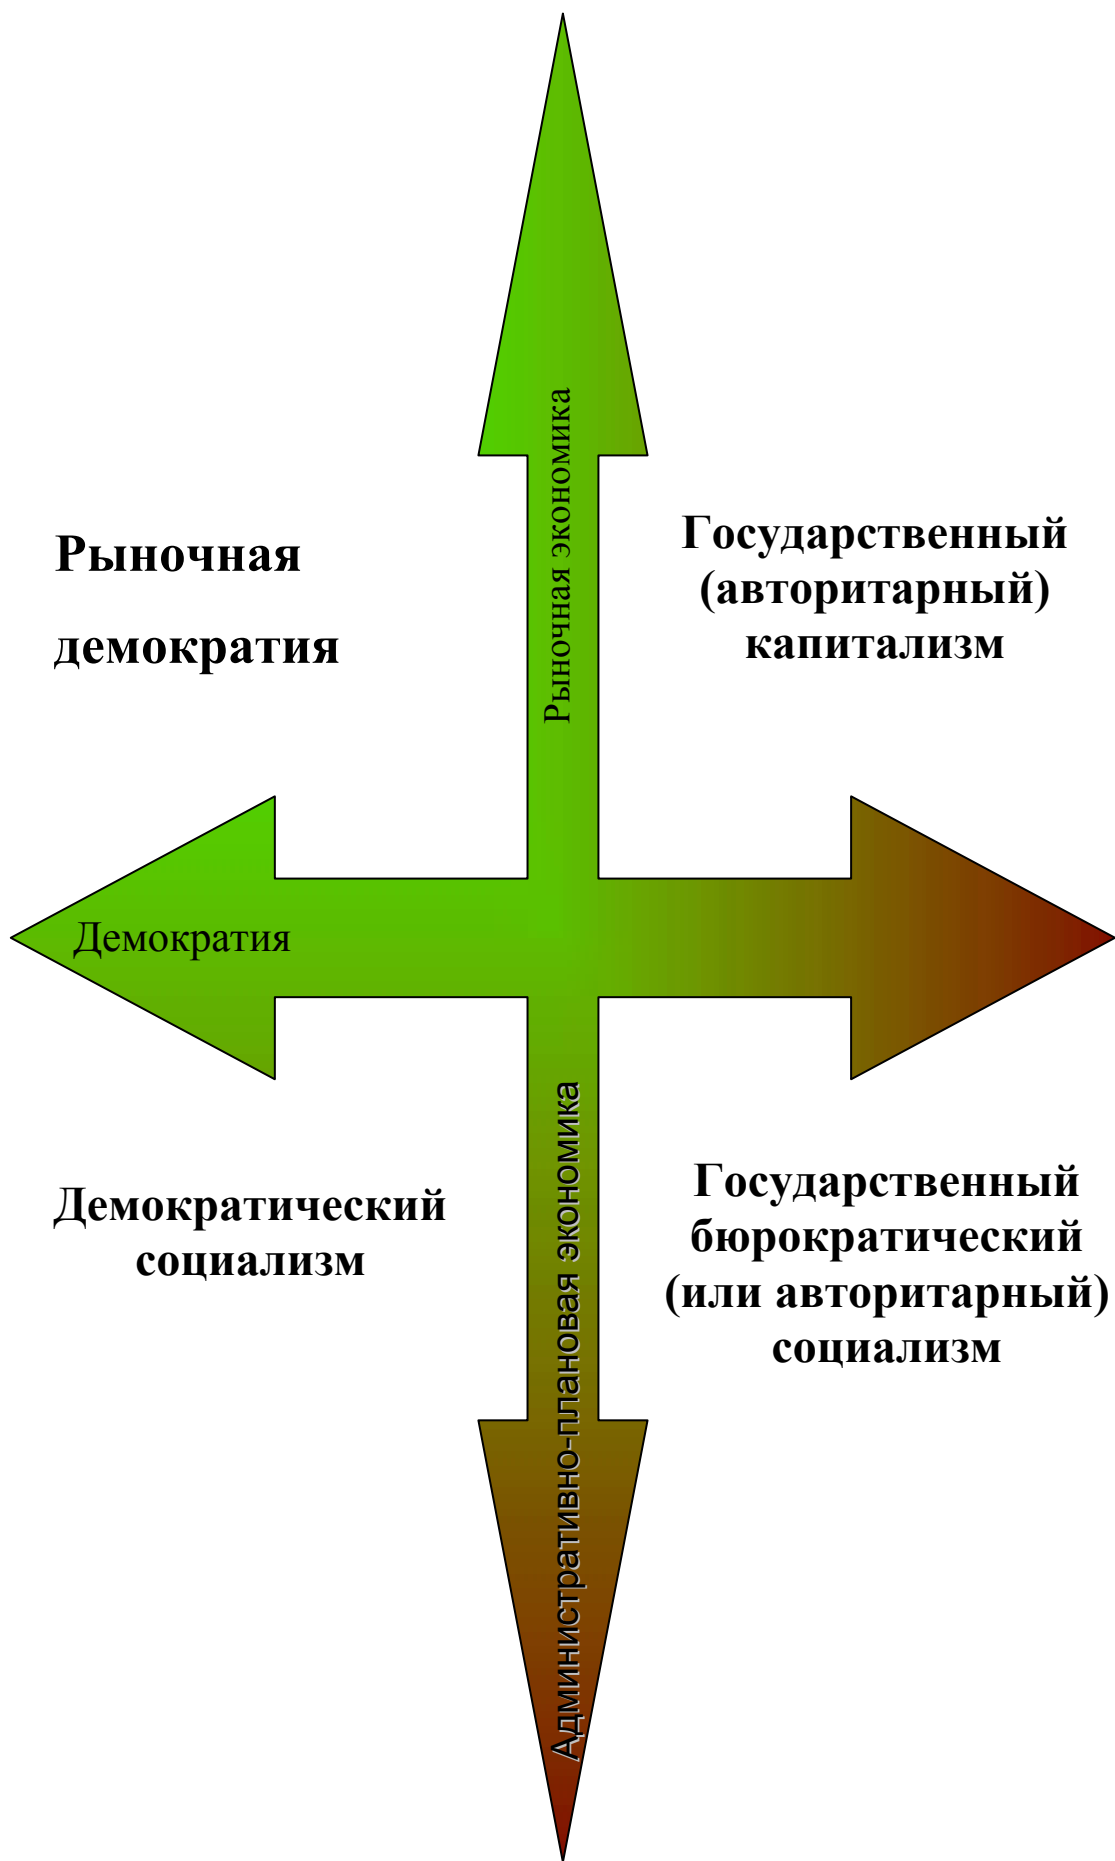 Рыночная экономика
Рыночная
демократия
Государственный
(авторитарный)
капитализм
Демократия
Административно-плановая экономика
Демократический
социализм
Государственный
бюрократический
(или авторитарный)
социализм